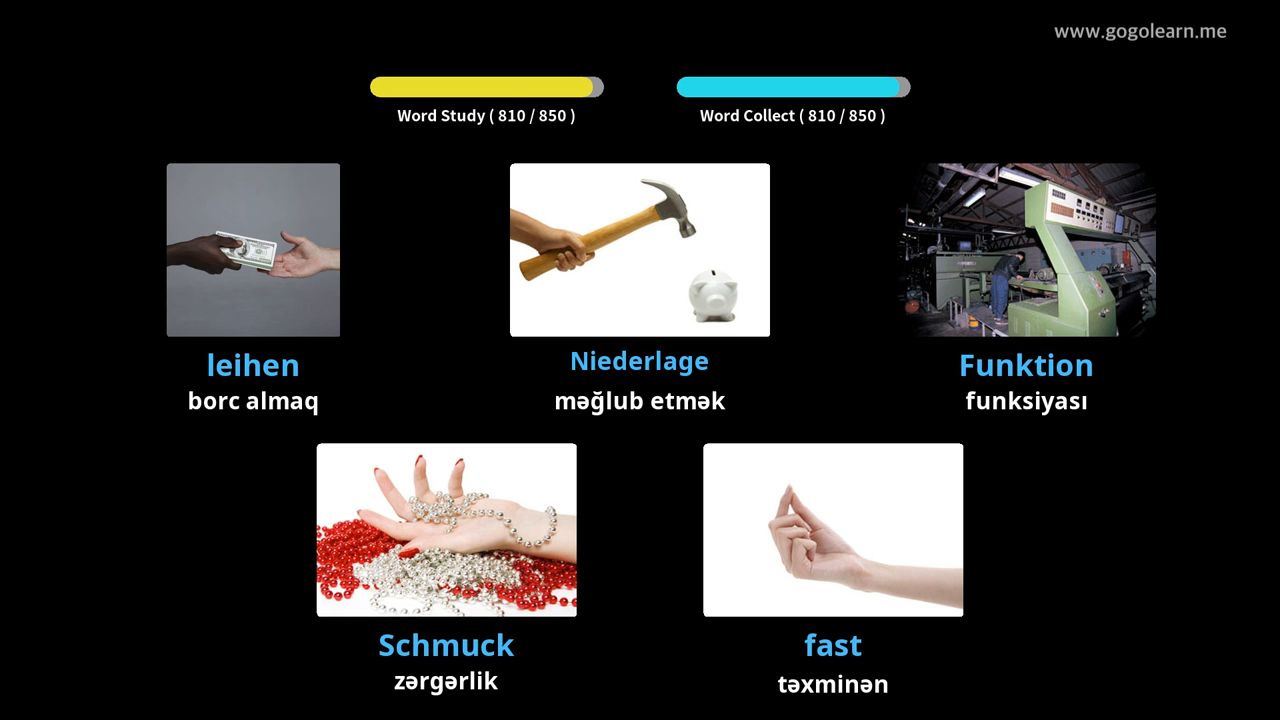 www.gogolearn.me
Word Study ( 810 / 850 )
Word Collect ( 810 / 850 )
leihen
borc almaq
Niederlage
məğlub etmək
Funktion
funksiyası
Schmuck
zərgərlik
fast
təxminən